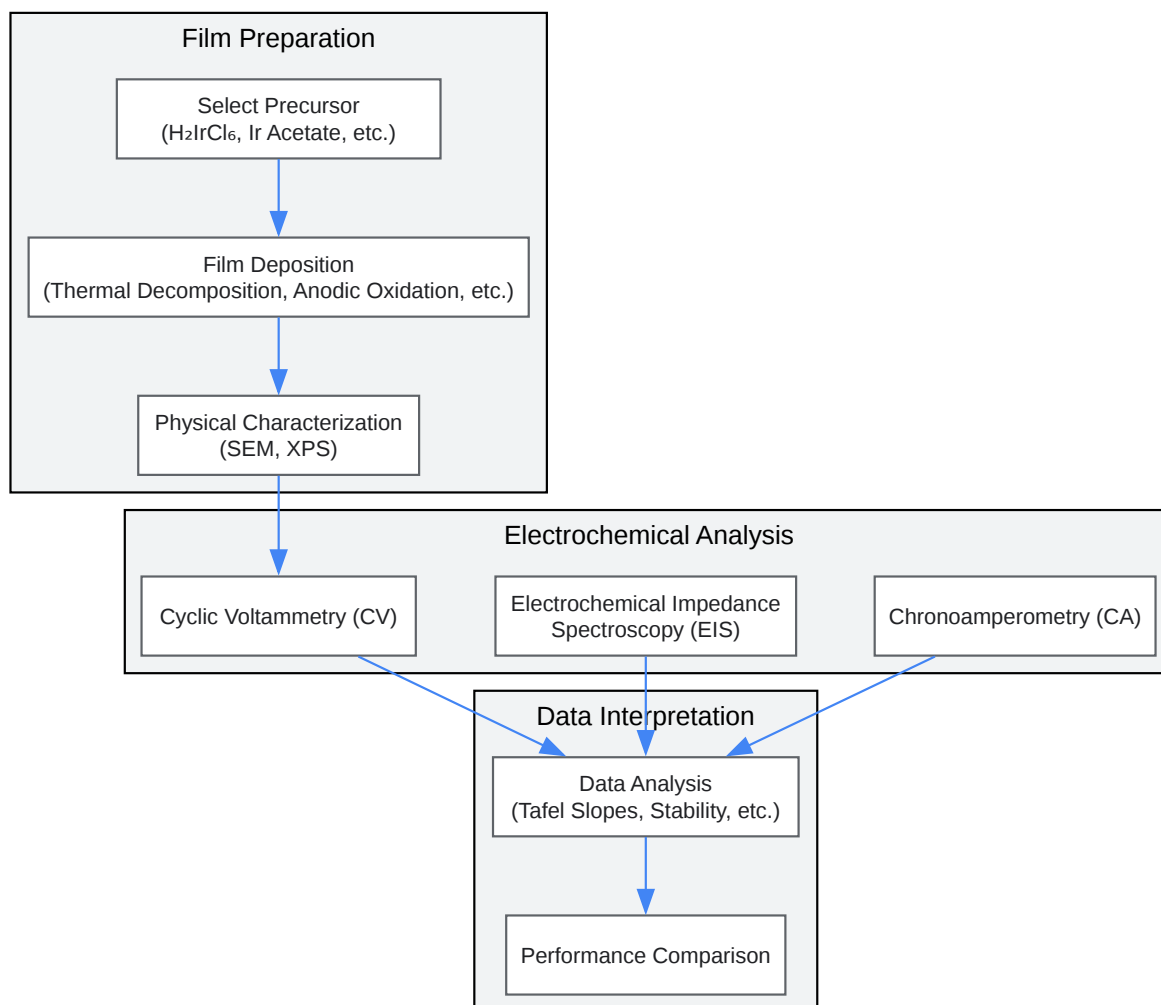 Film Preparation
Select Precursor
(H₂IrCl₆, Ir Acetate, etc.)
Film Deposition
(Thermal Decomposition, Anodic Oxidation, etc.)
Physical Characterization
(SEM, XPS)
Electrochemical Analysis
Cyclic Voltammetry (CV)
Electrochemical Impedance
Spectroscopy (EIS)
Chronoamperometry (CA)
Data Interpretation
Data Analysis
(Tafel Slopes, Stability, etc.)
Performance Comparison